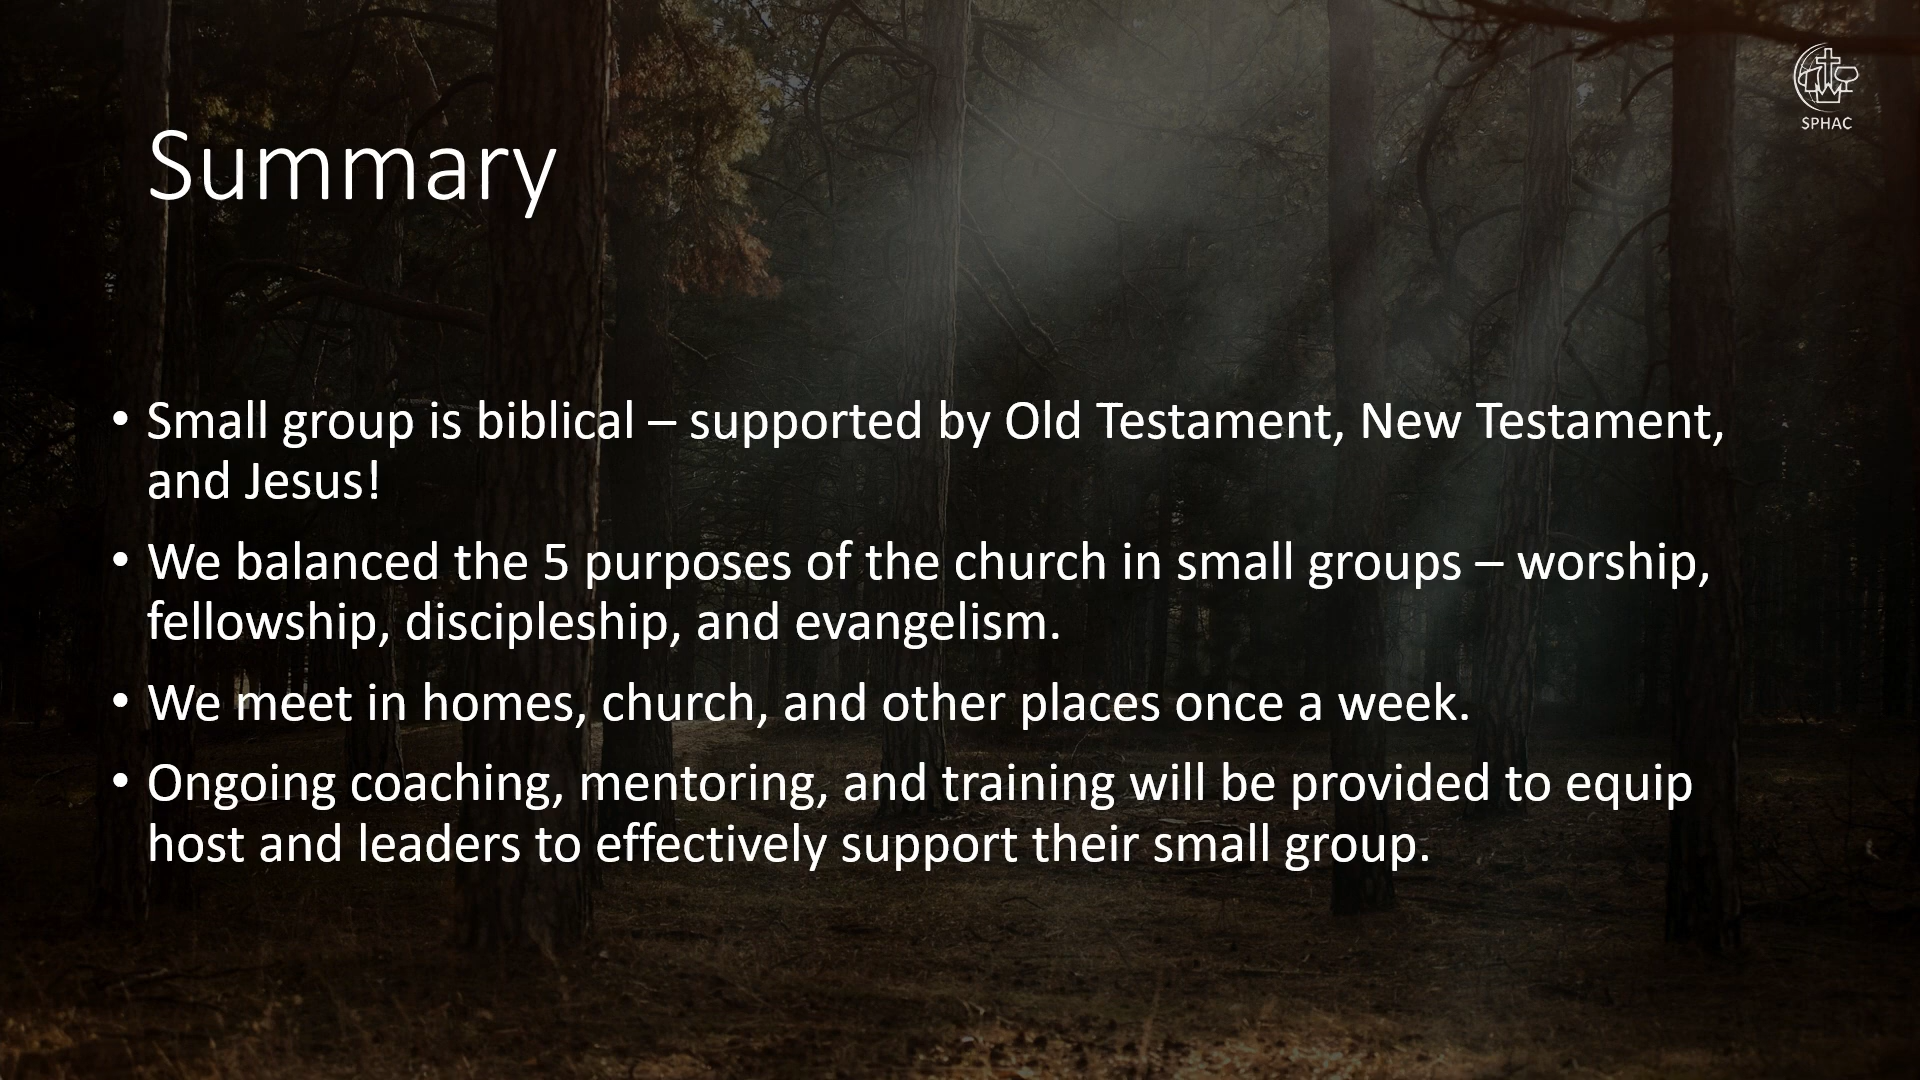 SPHAC
Summary
• Small group is biblical – supported by Old Testament, New Testament,
and Jesus!
• We balanced the 5 purposes of the church in small groups – worship,
fellowship, discipleship, and evangelism.
• We meet in homes, church, and other places once a week.
• Ongoing coaching, mentoring, and training will be provided to equip
host and leaders to effectively support their small group.